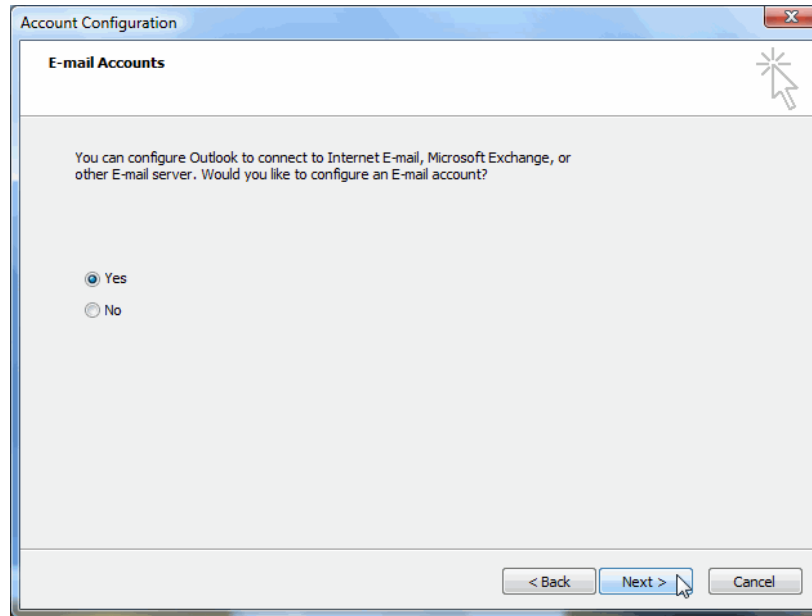 Account Configuration
E-mail Accounts
You can configure Outlook to connect to Internet E-mail, Microsoft Exchange, or
other E-mail server. Would you like to configure an E-mail account?
Yes
No
< Back Next > Cancel